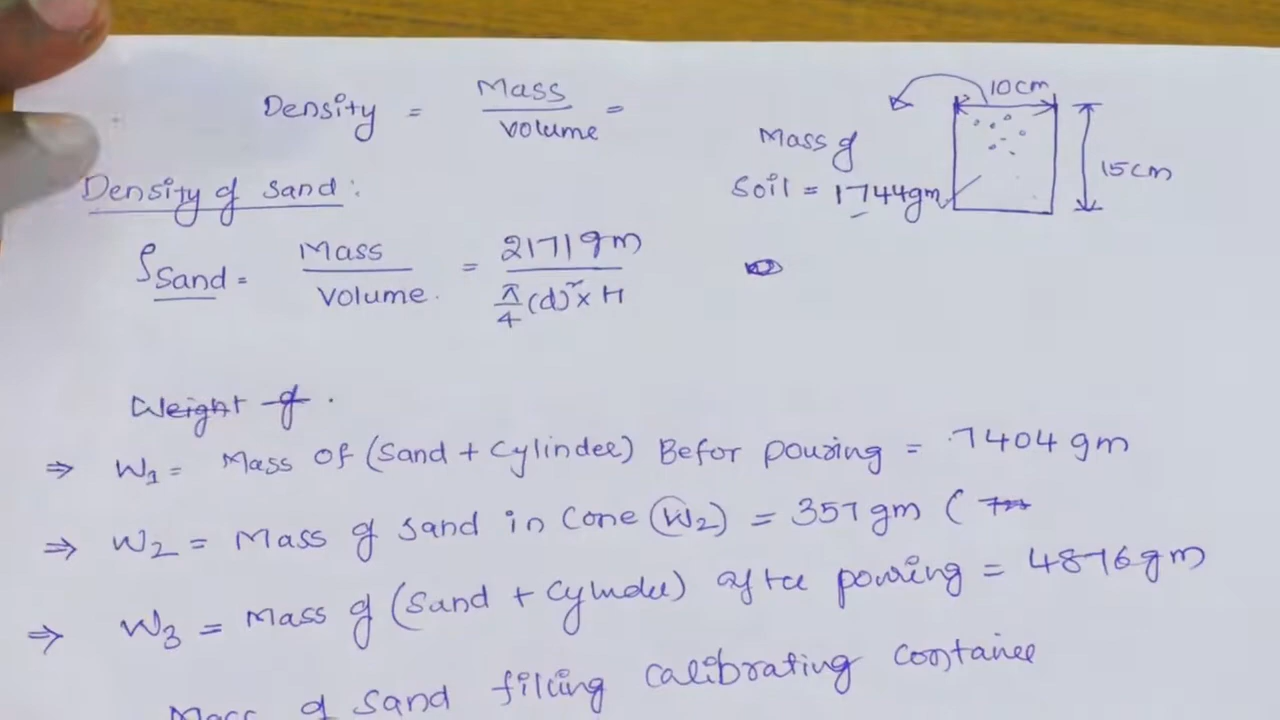 Density = Mass / Volume =
10cm
15cm
Mass of
Soil = 1744gm
Density of sand:
ρSand = Mass / Volume. = 2171gm / π/4 (d)² x H
Weight of.
⇒ W1 = Mass Of (Sand + Cylinder) Befor pouring = 7404 gm
⇒ W2 = Mass of sand in Cone (W2) = 357 gm (
⇒ W3 = Mass of (Sand + Cylinder) after pouring = 4876gm
Mass of Sand filling calibrating container